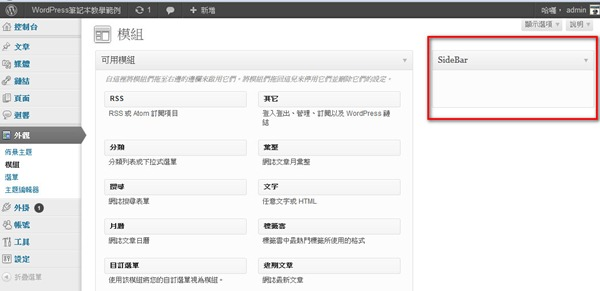 WordPress筆記本教學範例 1 + 新增 哈囉, admin
顯示選項 說明
控制台
文章
媒體
鏈結
頁面
迴響
外觀
佈景主題
模組
選單
主題編輯器
外掛 1
帳號
工具
設定
折疊選單
模組
可用模組
自這裡將模組們拖至右邊的邊欄來啟用它們。將模組們拖回這兒來停用它們並刪除它們的設定。
RSS
RSS 或 Atom 訂閱項目
其它
登入登出、管理、訂閱以及 WordPress 鏈結
分類
分類列表或下拉式選單
彙整
網誌文章月彙整
搜尋
網誌搜尋表單
文字
任意文字或 HTML
月曆
網誌文章日曆
標籤雲
標籤雲中最熱門標籤所使用的格式
自訂選單
使用該模組將您的自訂選單視為模組。
近期文章
網誌最新文章
SideBar